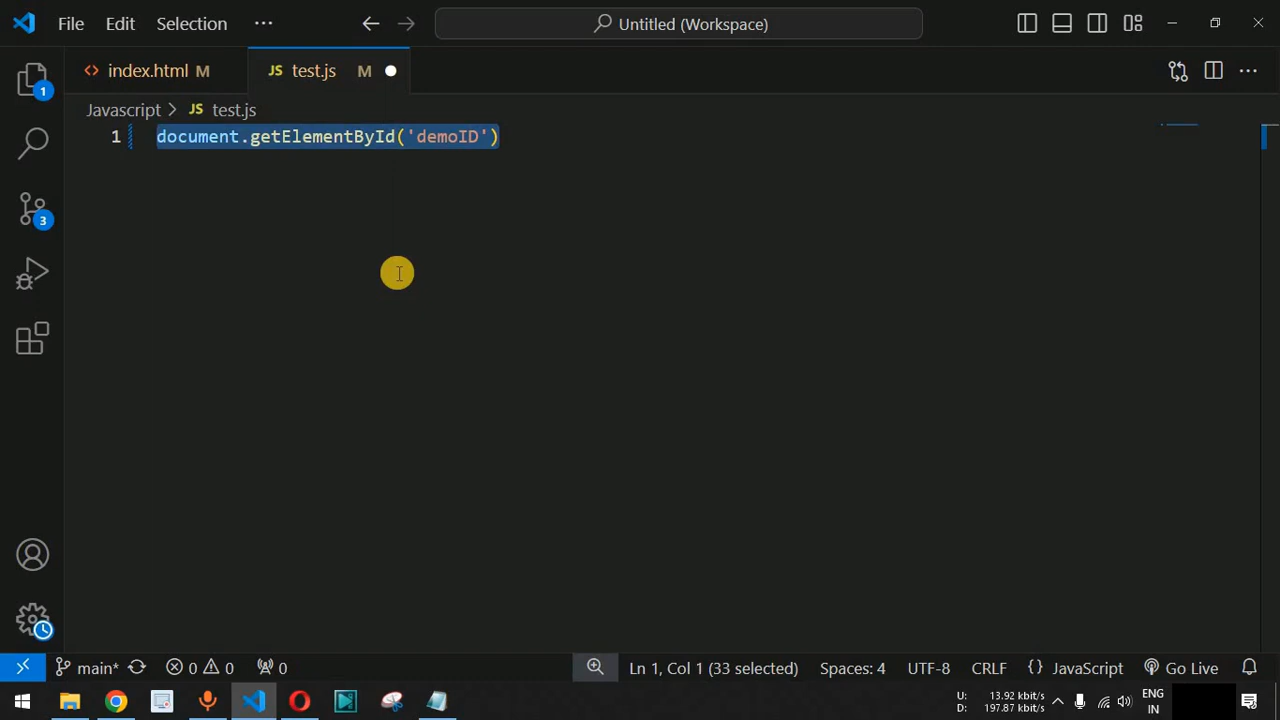 File Edit Selection ··· Untitled (Workspace)
index.html M JS test.js M
Javascript > JS test.js
1 document.getElementById('demoID')
1
3
main* 0 0 0 Ln 1, Col 1 (33 selected) Spaces: 4 UTF-8 CRLF {} JavaScript Go Live
U: 13.92 kbit/s ENG
D: 197.87 kbit/s IN